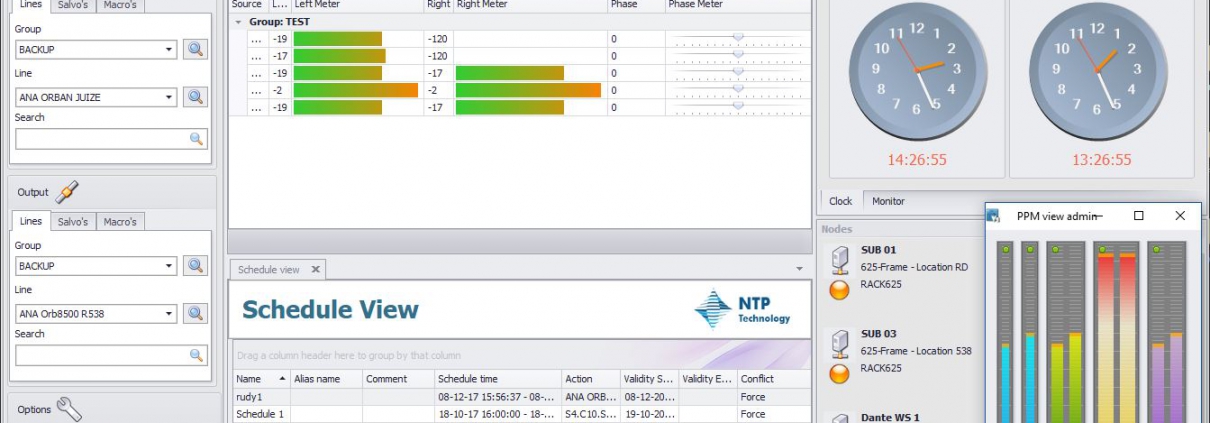 Lines Salvo's Macro's
Group
BACKUP
Line
ANA ORBAN JUIZE
Search
Output
Lines Salvo's Macro's
Group
BACKUP
Line
ANA Orb8500 R538
Search
Options
Source L... Left Meter Right Right Meter Phase Phase Meter
Group: TEST
... -19 -120 0
... -17 -120 0
... -19 -17 0
... -2 -2 0
... -19 -17 0
Schedule view
Schedule View
NTP
Technology
Drag a column header here to group by that column
Name Alias name Comment Schedule time Action Validity S... Validity E... Conflict
rudy1 08-12-17 15:56:37 - 08-... ANA ORB... 08-12-20... Force
Schedule 1 18-10-17 16:00:00 - 18-... S4.C10.S... 19-10-20... Force
11 12 1
10 2
9 3
8 4
7 6 5
14:26:55
11 12 1
10 2
9 3
8 4
7 6 5
13:26:55
Clock Monitor
Nodes
SUB 01
625-Frame - Location RD
RACK625
SUB 03
625-Frame - Location 538
RACK625
Dante WS 1
PPM view admin